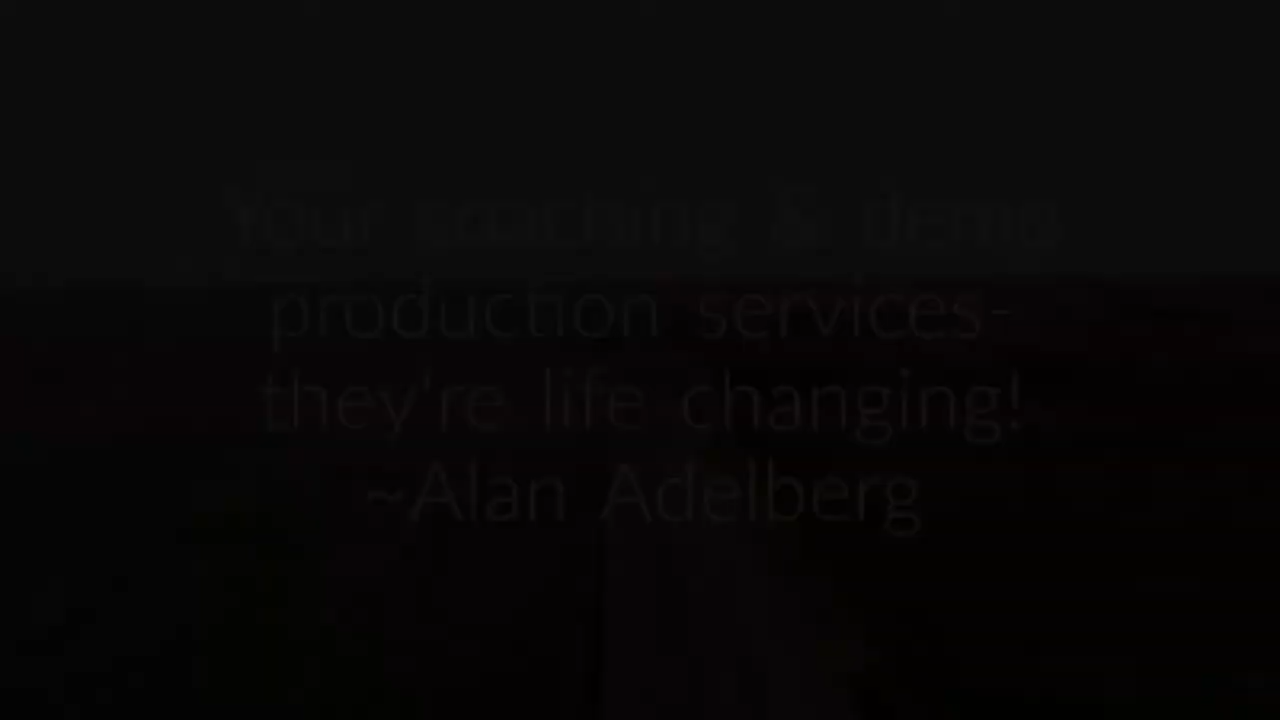 Your coaching & demo
production services-
they're life changing!
~Alan Adelberg